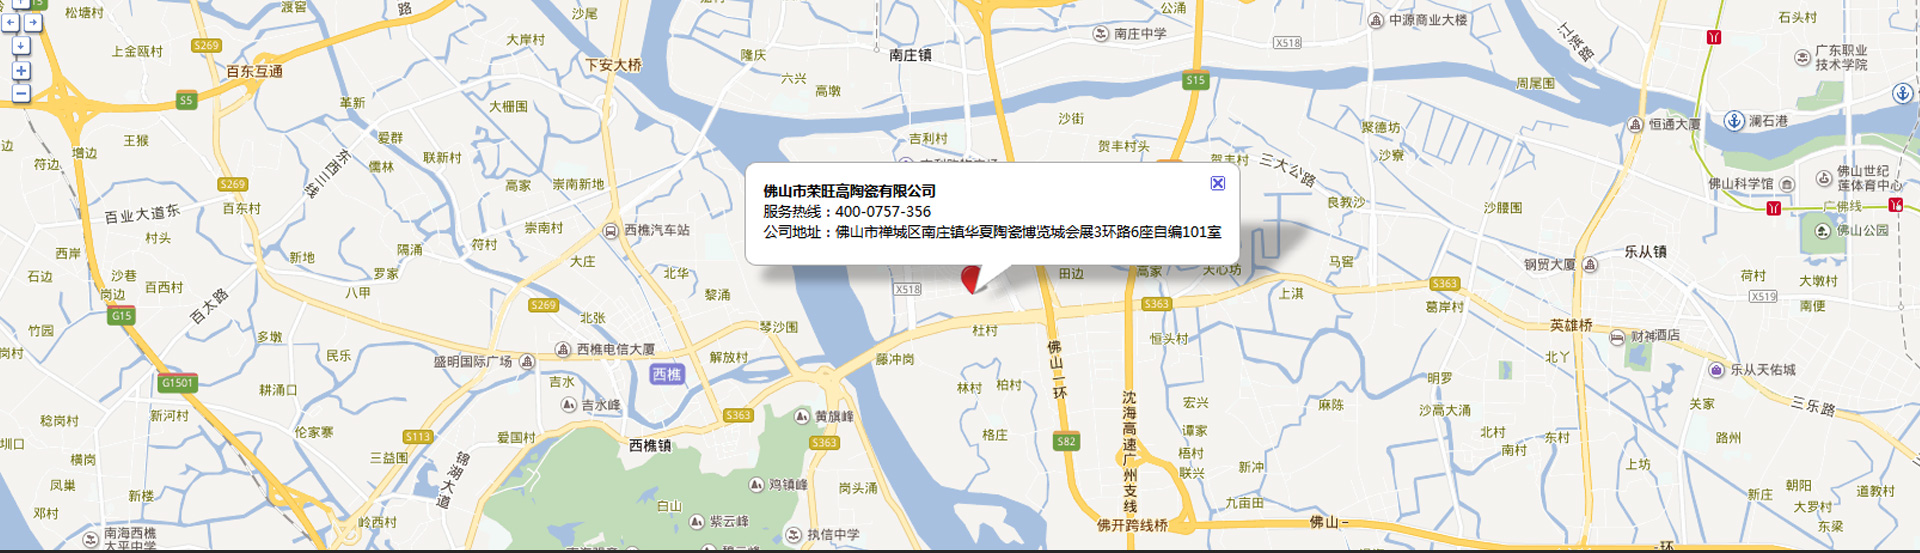 松塘村
渡窖
路
沙尾
公涌
中源商业大楼
石头村
上金瓯村
S269
大岸村
隆庆
南庄镇
南庄中学
X518
江滨路
广东职业
技术学院
百东互通
下安大桥
六兴
高墩
S15
周尾围
S5
革新
大栅围
沙街
聚德坊
恒通大厦
澜石港
王猴
爱群
吉利村
贺丰村头
边
增边
符边
东西三线
儒林
联新村
贺丰村
三大公路
沙寮
佛山科学馆
佛山世纪
莲体育中心
S269
高家
崇南新地
佛山市荣旺高陶瓷有限公司
服务热线：400-0757-356
公司地址：佛山市禅城区南庄镇华夏陶瓷博览城会展3环路6座自编101室
良教沙
沙腰围
广佛线
百业大道东
百东村
崇南村
西樵汽车站
佛山公园
西岸
村头
新地
隔涌
符村
大庄
北华
田边
高家
天心坊
马窖
钢贸大厦
乐从镇
石边
沙巷
岗边
百西村
罗家
八甲
黎涌
X518
S363
上淇
S363
葛岸村
荷村
大墩村
X519
南便
G15
百太路
S269
北张
琴沙围
杜村
恒头村
英雄桥
财神酒店
竹园
岗村
多墩
民乐
盛明国际广场
西樵电信大厦
解放村
藤冲岗
佛山一环
北丫
乐从天佑城
G1501
耕涌口
吉水
西樵
林村
柏村
明罗
稔岗村
新河村
吉水峰
S363
黄旗峰
沈海高速广州支线
宏兴
麻陈
沙高大涌
关家
三乐路
圳口
伦家寨
S113
爱国村
西樵镇
S363
格庄
S82
谭家
北村
东村
路州
横岗
三益围
锦湖大道
梧村
联兴
新冲
南村
上坊
凤巢
新楼
鸡镇峰
岗头涌
九亩田
新庄
朝阳
道教村
邓村
岭西村
白山
紫云峰
佛开跨线桥
佛山-
大罗村
东梁
南海西樵
大平中学
执信中学
-环